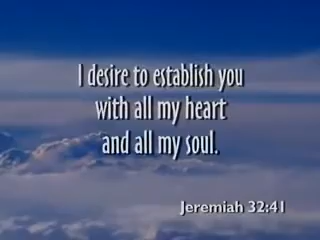 I desire to establish you
with all my heart
and all my soul.
Jeremiah 32:41